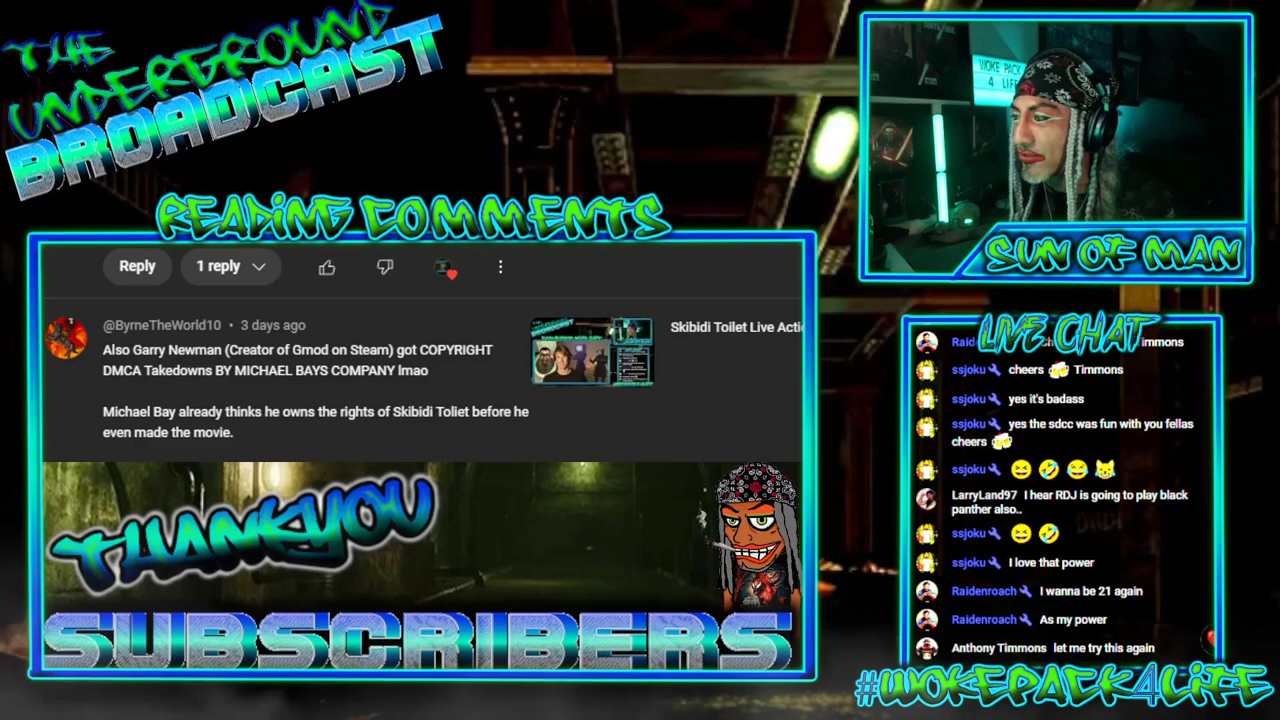 THE
UNDERGROUND
BROADCAST
READING COMMENTS
Reply
1 reply
@ByrneTheWorld10 • 3 days ago
Also Garry Newman (Creator of Gmod on Steam) got COPYRIGHT
DMCA Takedowns BY MICHAEL BAYS COMPANY lmao
Michael Bay already thinks he owns the rights of Skibidi Toliet before he
even made the movie.
Skibidi Toilet Live Acti
THANKYOU
SUBSCRIBERS
WOKE PACK
4 LIFE
SUN OF MAN
LIVE CHAT
immons
ssjoku cheers 🍻 Timmons
ssjoku yes it's badass
ssjoku yes the sdcc was fun with you fellas
cheers 🍻
ssjoku 😆 🤣 😂 😹
LarryLand97 I hear RDJ is going to play black
panther also..
ssjoku 😆 🤣
ssjoku I love that power
Raidenroach I wanna be 21 again
Raidenroach As my power
Anthony Timmons let me try this again
#WOKEPACK4LIFE